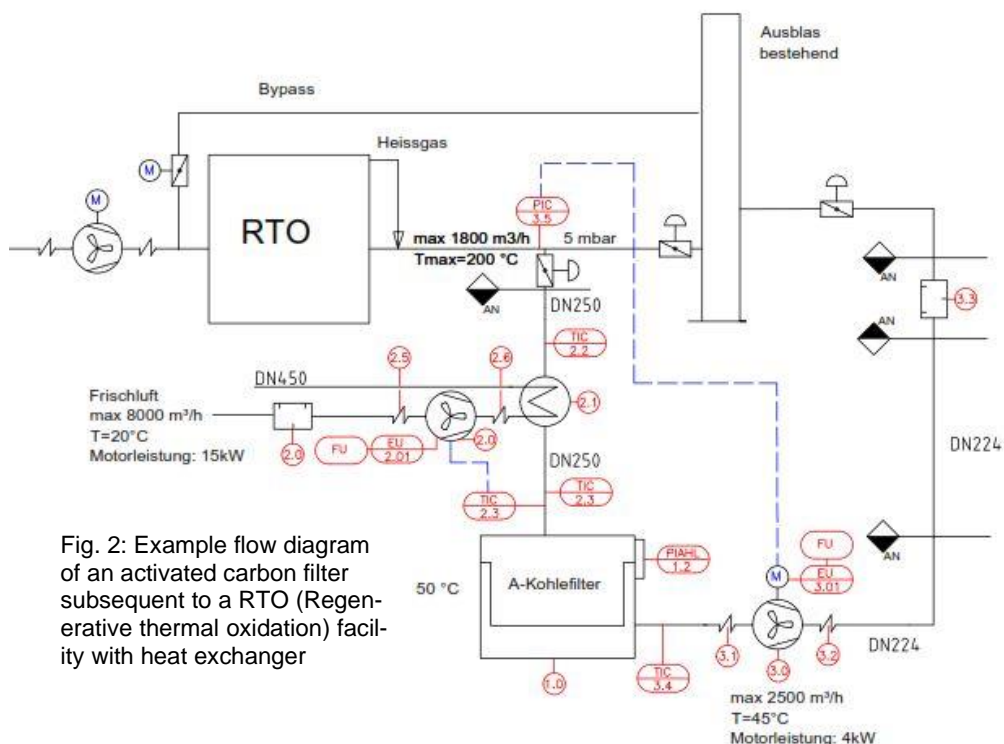 Ausblas
bestehend
Bypass
Heissgas
M
M
RTO
PIC
3.5
max 1800 m3/h
5 mbar
Tmax=200 °C
AN
DN250
AN
3.3
AN
TIC
2.2
2.5
2.6
DN450
2.1
Frischluft
max 8000 m³/h
T=20°C
Motorleistung: 15kW
2.0
FU
EU
2.01
2.0
DN250
DN224
TIC
2.3
TIC
2.3
Fig. 2: Example flow diagram
of an activated carbon filter
subsequent to a RTO (Regen-
erative thermal oxidation) facil-
ity with heat exchanger
50 °C
A-Kohlefilter
PIAHL
1.2
AN
FU
M
EU
3.01
1.0
TIC
3.4
3.1
3.0
3.2
DN224
max 2500 m³/h
T=45°C
Motorleistung: 4kW